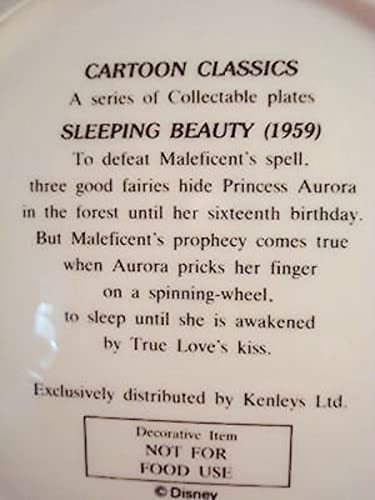 CARTOON CLASSICS
A series of Collectable plates
SLEEPING BEAUTY (1959)
To defeat Maleficent's spell.
three good fairies hide Princess Aurora
in the forest until her sixteenth birthday.
But Maleficent's prophecy comes true
when Aurora pricks her finger
on a spinning-wheel.
to sleep until she is awakened
by True Love's kiss.
Exclusively distributed by Kenleys Ltd.
Decorative Item
NOT FOR
FOOD USE
© Disney